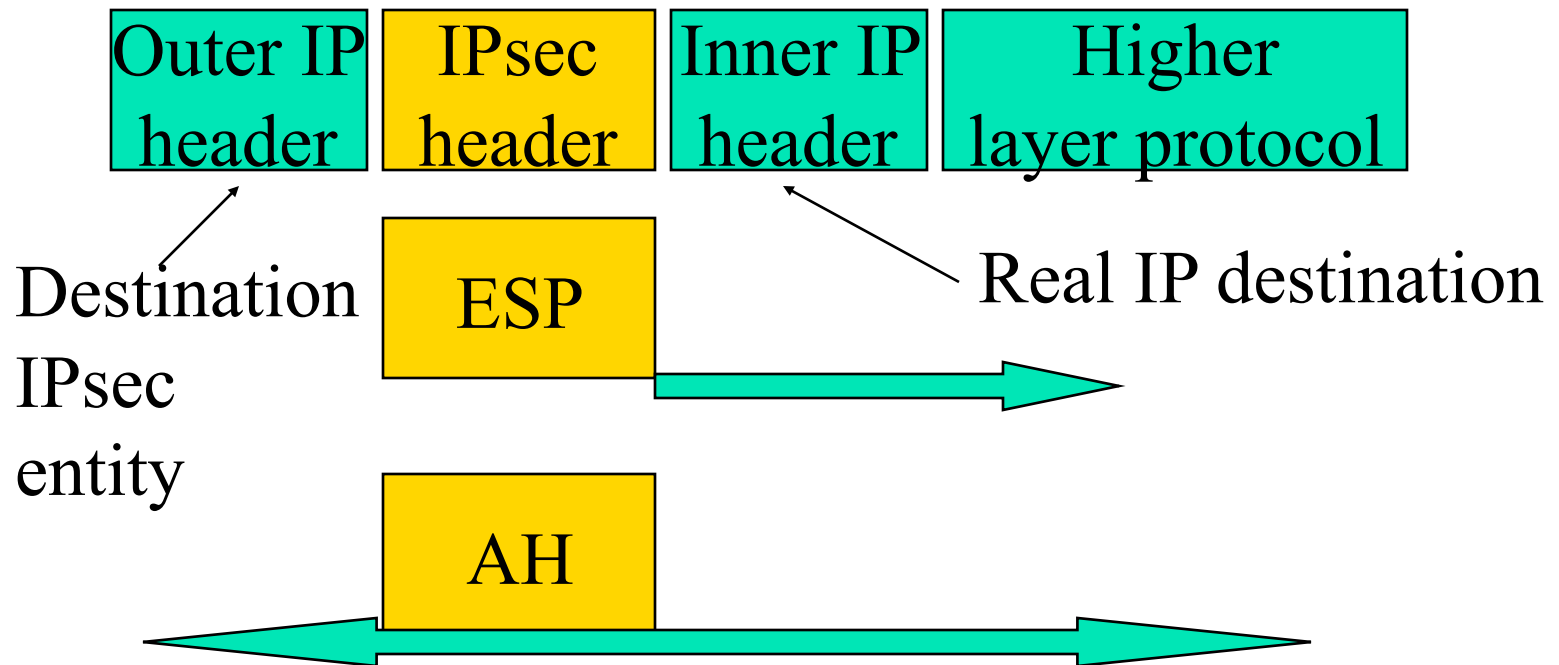 Outer IP
header
IPsec
header
Inner IP
header
Higher
layer protocol
Destination
IPsec
entity
ESP
Real IP destination
AH